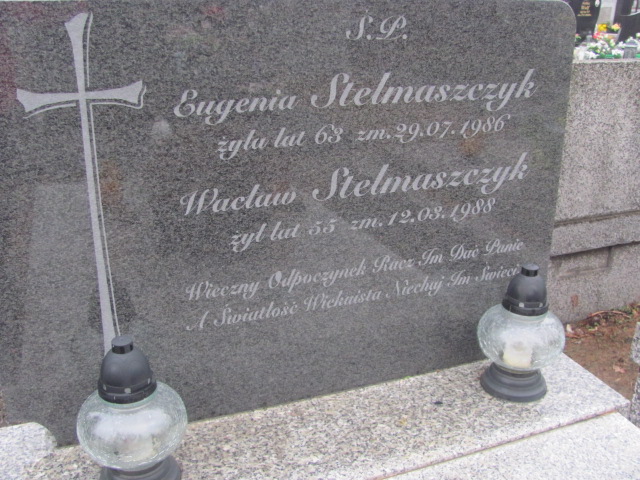 Ś.P.
Eugenia Stelmaszczyk
żyła lat 63 zm. 29.07.1986
Wacław Stelmaszczyk
żył lat 55 zm. 12.03.1988
Wieczny Odpoczynek Racz Im Dać Panie
A Światłość Wiekuista Niechaj Im Świeci